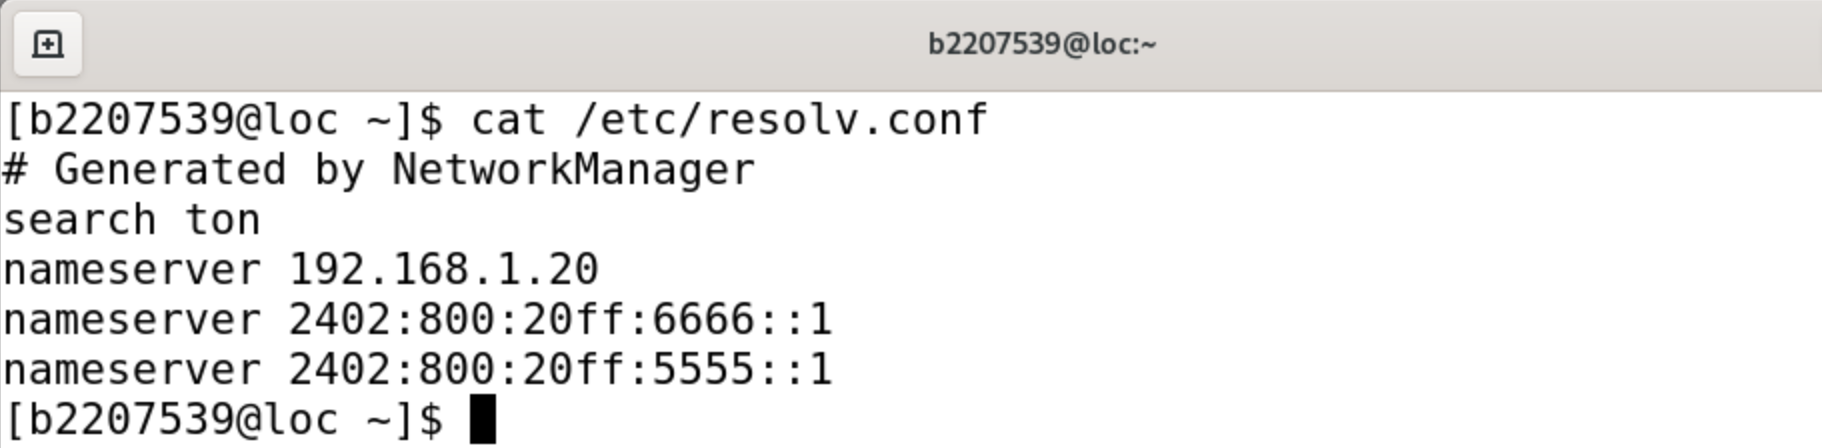 b2207539@loc:~
[b2207539@loc ~]$ cat /etc/resolv.conf
# Generated by NetworkManager
search ton
nameserver 192.168.1.20
nameserver 2402:800:20ff:6666::1
nameserver 2402:800:20ff:5555::1
[b2207539@loc ~]$